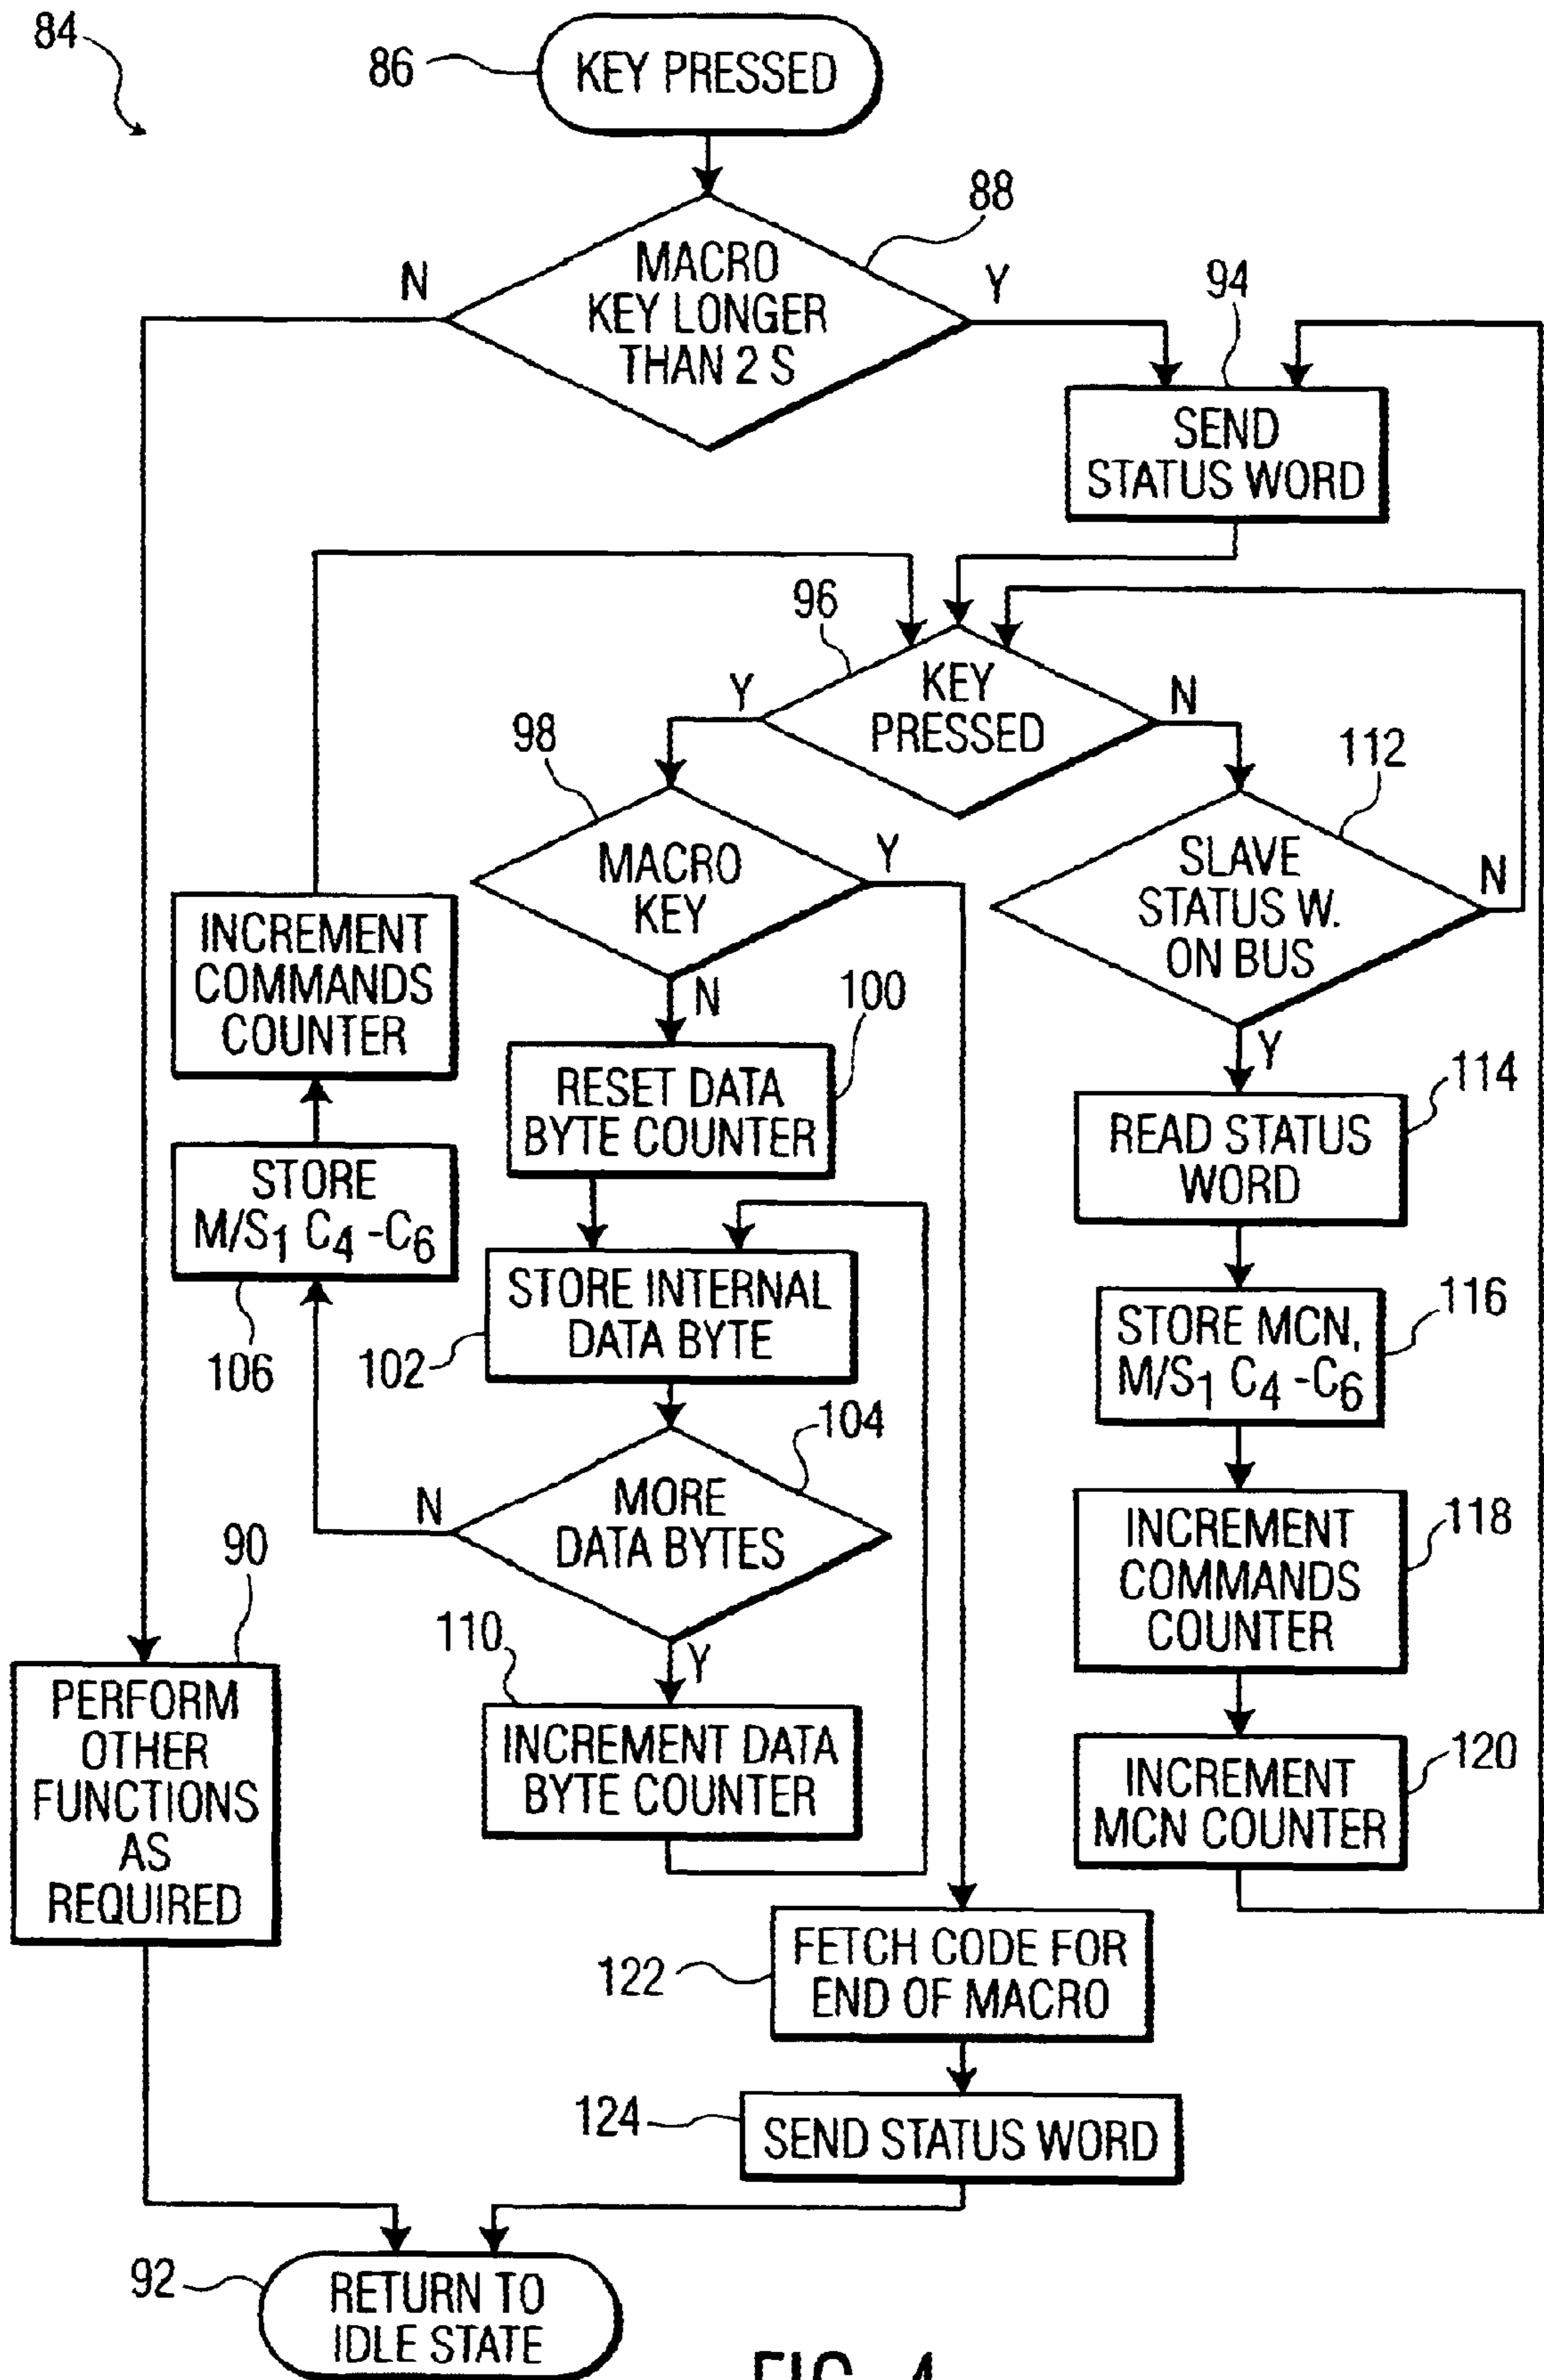 84
86
KEY PRESSED
88
MACRO
KEY LONGER
THAN 2 S
N
Y
94
SEND
STATUS WORD
96
KEY
PRESSED
Y
N
98
MACRO
KEY
Y
N
112
SLAVE
STATUS W.
ON BUS
N
Y
INCREMENT
COMMANDS
COUNTER
100
RESET DATA
BYTE COUNTER
114
READ STATUS
WORD
STORE
M/S1 C4 -C6
106
102
STORE INTERNAL
DATA BYTE
116
STORE MCN,
M/S1 C4 -C6
104
MORE
DATA BYTES
N
Y
118
INCREMENT
COMMANDS
COUNTER
90
PERFORM
OTHER
FUNCTIONS
AS
REQUIRED
110
INCREMENT DATA
BYTE COUNTER
120
INCREMENT
MCN COUNTER
122
FETCH CODE FOR
END OF MACRO
124
SEND STATUS WORD
92
RETURN TO
IDLE STATE
FIG. 4